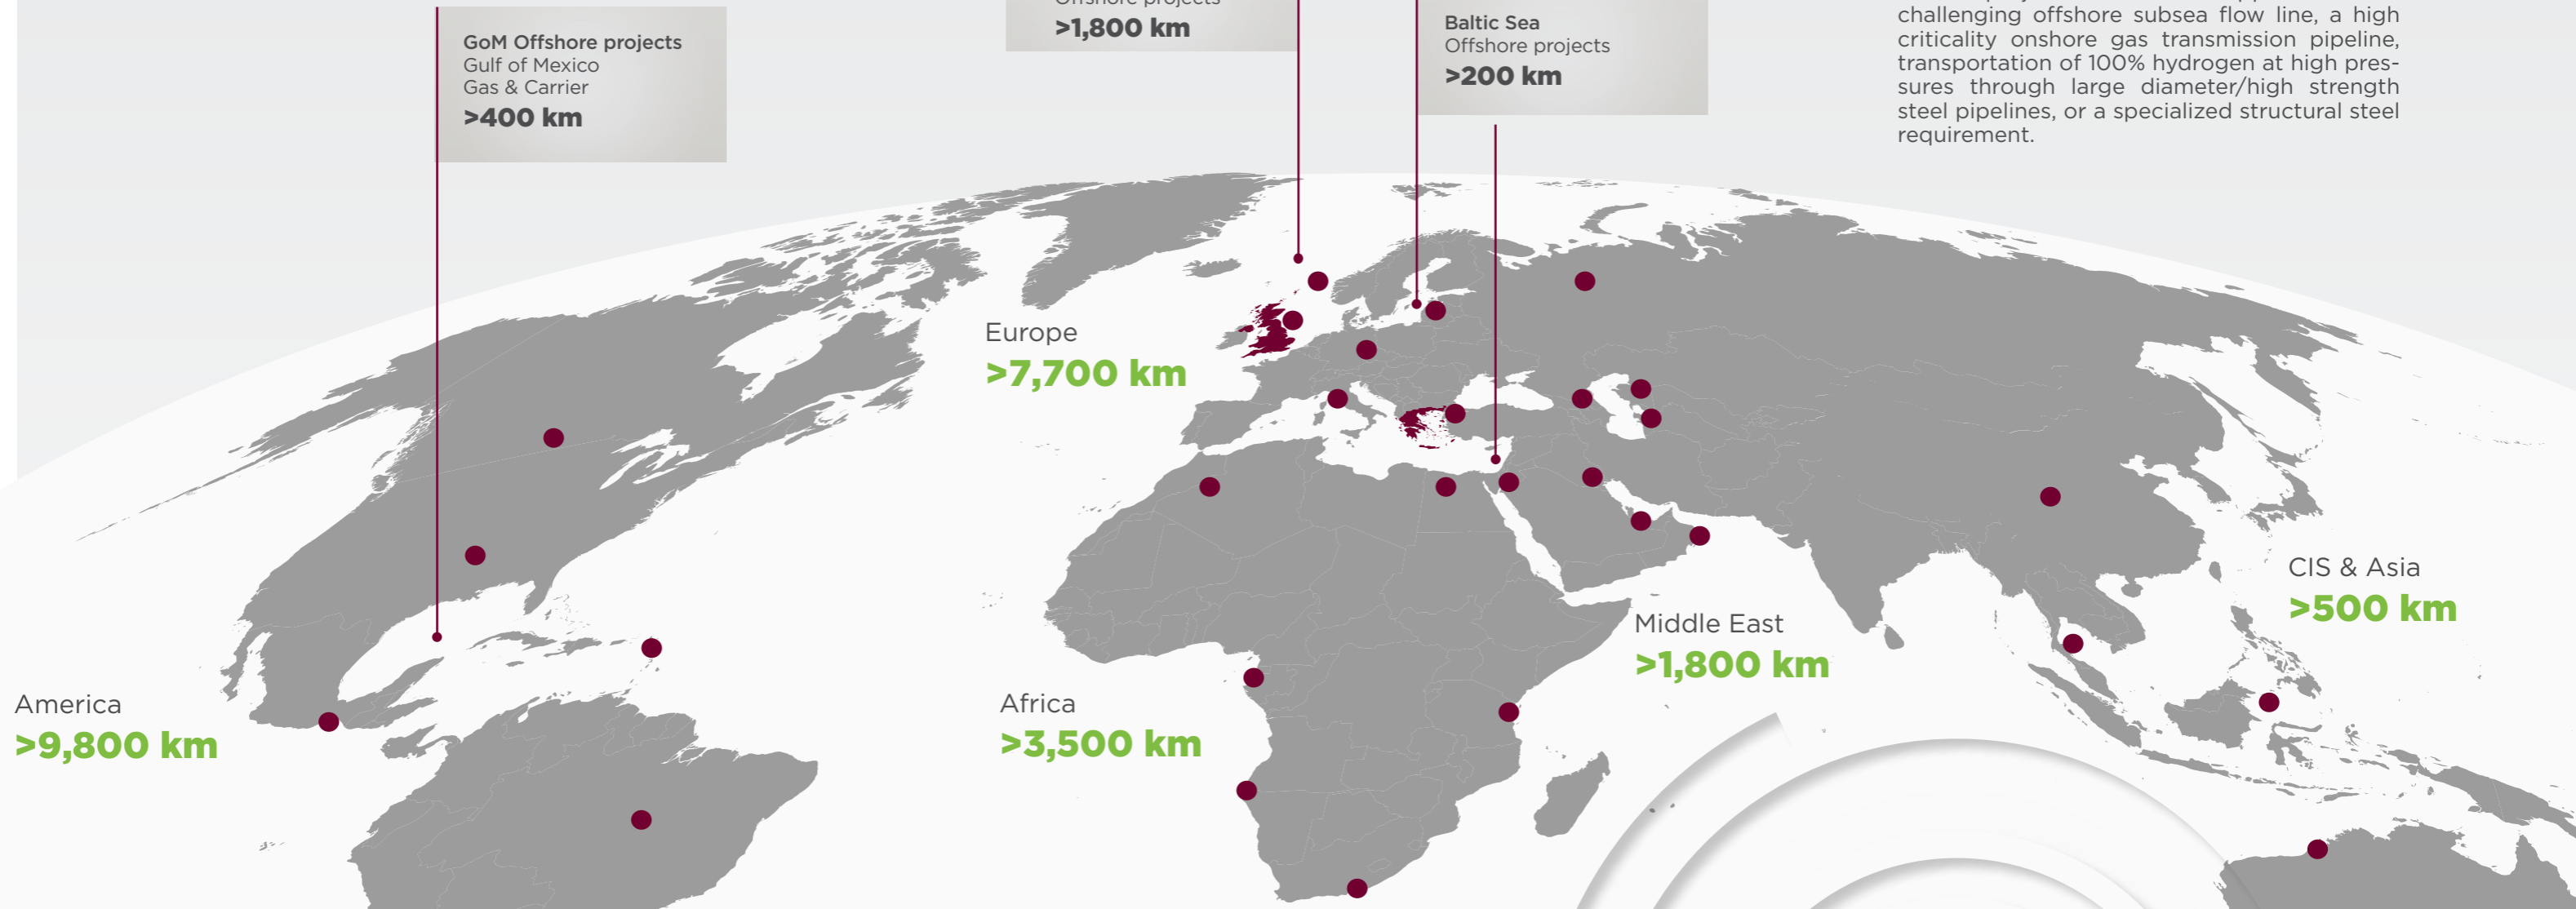 GoM Offshore projects
Gulf of Mexico
Gas & Carrier
>400 km
Offshore projects
>1,800 km
Baltic Sea
Offshore projects
>200 km
challenging offshore subsea flow line, a high
criticality onshore gas transmission pipeline,
transportation of 100% hydrogen at high pres-
sures through large diameter/high strength
steel pipelines, or a specialized structural steel
requirement.
Europe
>7,700 km
CIS & Asia
>500 km
Middle East
>1,800 km
America
>9,800 km
Africa
>3,500 km